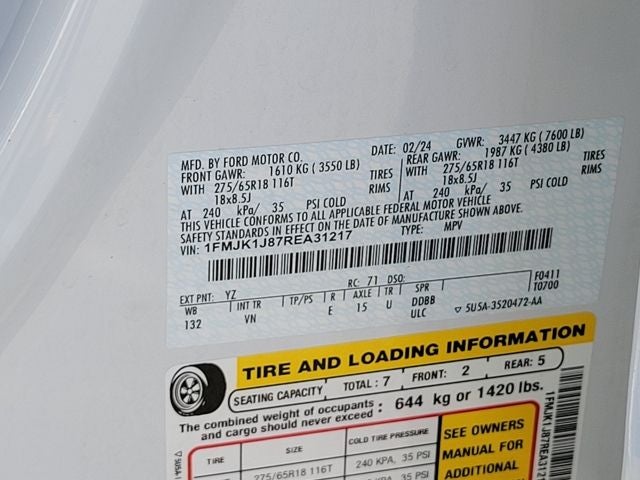 MFD. BY FORD MOTOR CO. DATE: 02/24 GVWR: 3447 KG (7600 LB)
FRONT GAWR: 1610 KG (3550 LB) REAR GAWR: 1987 KG (4380 LB)
WITH 275/65R18 116T TIRES WITH 275/65R18 116T TIRES
18x8.5J RIMS 18x8.5J RIMS
AT 240 kPa/ 35 PSI COLD AT 240 kPa/ 35 PSI COLD
THIS VEHICLE CONFORMS TO ALL APPLICABLE FEDERAL MOTOR VEHICLE
SAFETY STANDARDS IN EFFECT ON THE DATE OF MANUFACTURE SHOWN ABOVE.
VIN: 1FMJK1J87REA31217 TYPE: MPV
EXT PNT: YZ RC: 71 DSO: F0411
WB INT TR TP/PS R AXLE TR SPR T0700
132 VN E 15 U DDBB
ULC ▽ 5U5A-3520472-AA
TIRE AND LOADING INFORMATION
SEATING CAPACITY TOTAL : 7 FRONT: 2 REAR: 5
The combined weight of occupants
and cargo should never exceed : 644 kg or 1420 lbs.
TIRE SIZE COLD TIRE PRESSURE
275/65R18 116T 240 KPA, 35 PSI
SEE OWNERS
MANUAL FOR
ADDITIONAL